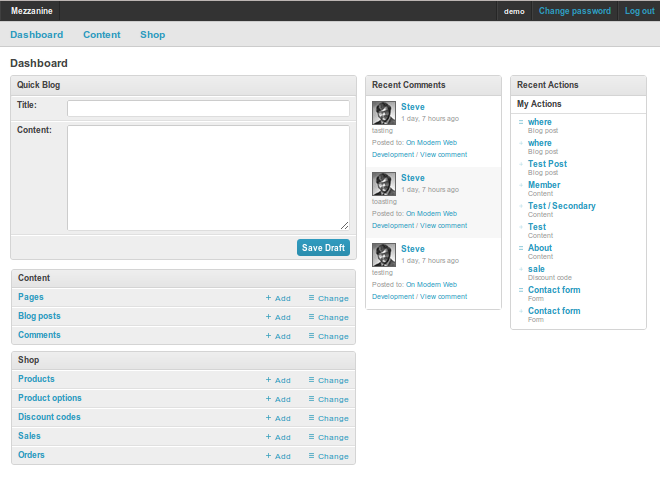 Mezzanine
demo
Change password
Log out
Dashboard
Content
Shop
Dashboard
Quick Blog
Title:
Content:
Save Draft
Content
Pages + Add Change
Blog posts + Add Change
Comments + Add Change
Shop
Products + Add Change
Product options + Add Change
Discount codes + Add Change
Sales + Add Change
Orders + Add Change
Recent Comments
Steve
1 day, 7 hours ago
tasting
Posted to: On Modern Web
Development / View comment
Steve
1 day, 7 hours ago
toasting
Posted to: On Modern Web
Development / View comment
Steve
1 day, 7 hours ago
testing
Posted to: On Modern Web
Development / View comment
Recent Actions
My Actions
where
Blog post
where
Blog post
Test Post
Blog post
Member
Content
Test / Secondary
Content
Test
Content
About
Content
sale
Discount code
Contact form
Form
Contact form
Form